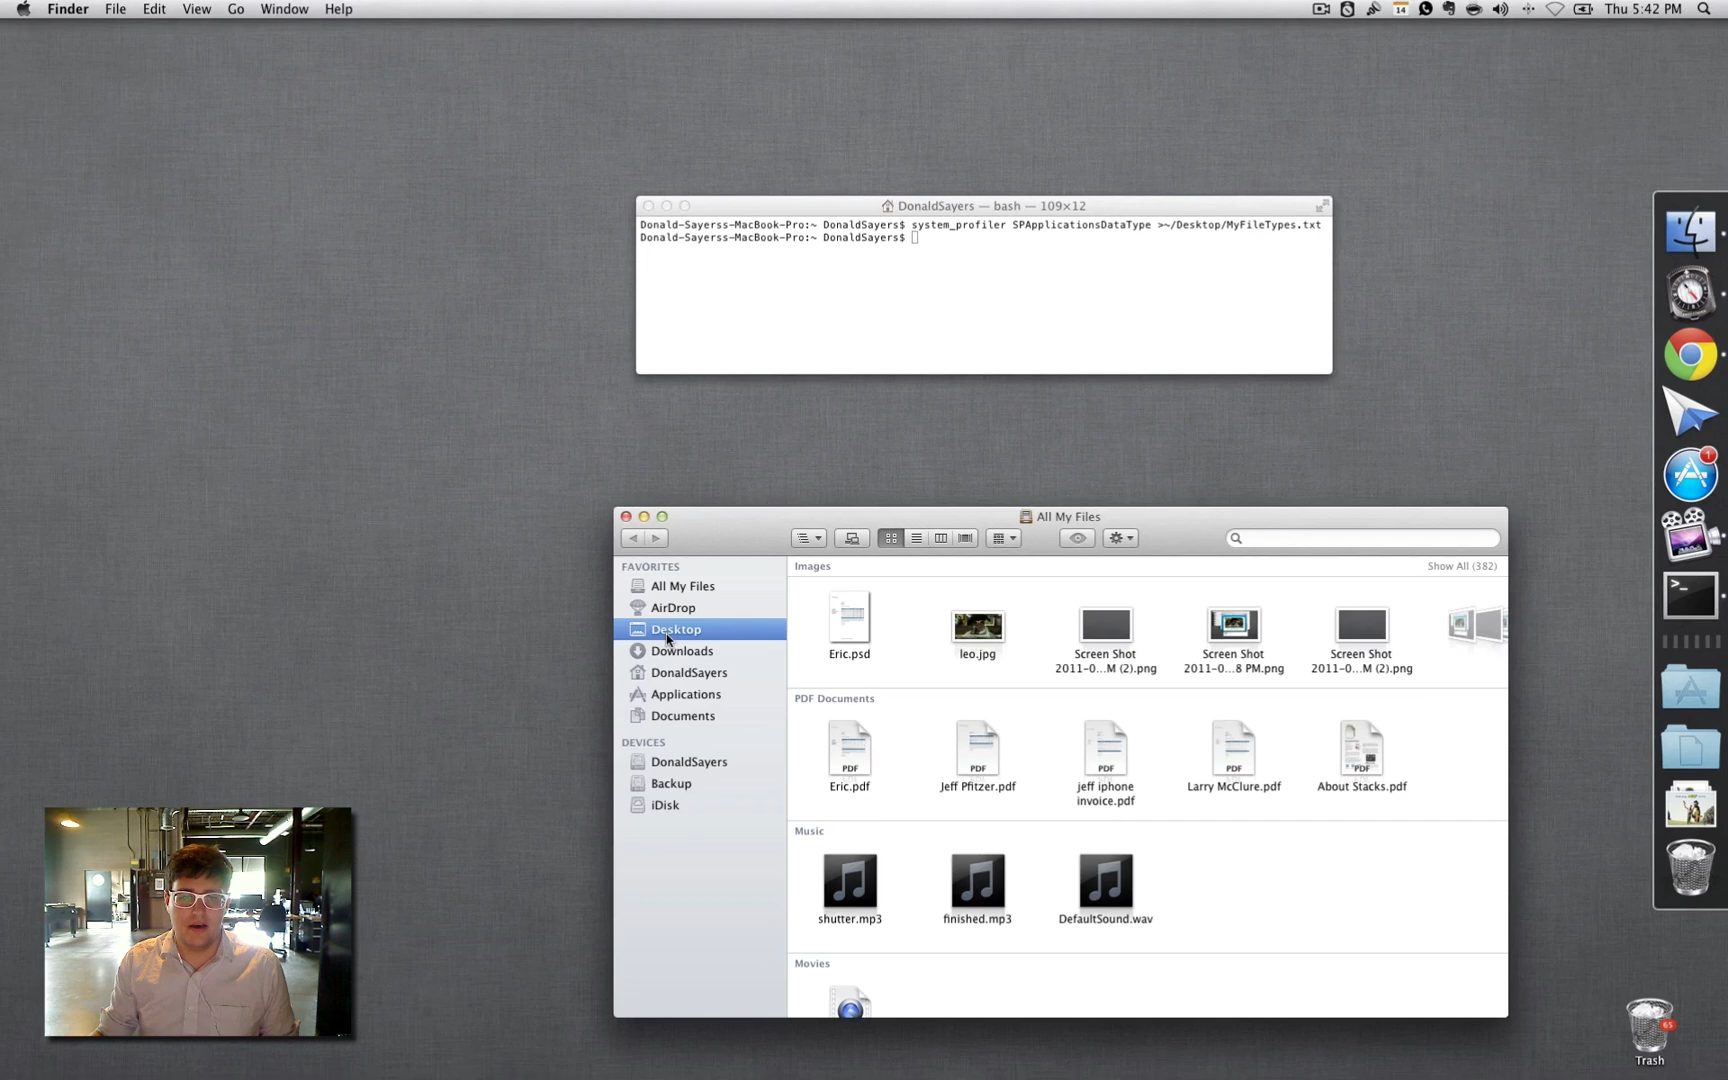 Finder File Edit View Go Window Help
14 Thu 5:42 PM
DonaldSayers — bash — 109×12
Donald-Sayerss-MacBook-Pro:~ DonaldSayers$ system_profiler SPApplicationsDataType >~/Desktop/MyFileTypes.txt
Donald-Sayerss-MacBook-Pro:~ DonaldSayers$
1
>_
All My Files
FAVORITES
All My Files
AirDrop
Desktop
Downloads
DonaldSayers
Applications
Documents
DEVICES
DonaldSayers
Backup
iDisk
Images Show All (382)
Eric.psd
leo.jpg
Screen Shot
2011-0...M (2).png
Screen Shot
2011-0...8 PM.png
Screen Shot
2011-0...M (2).png
PDF Documents
PDF
Eric.pdf
PDF
Jeff Pfitzer.pdf
PDF
jeff iphone
invoice.pdf
PDF
Larry McClure.pdf
PDF
About Stacks.pdf
Music
shutter.mp3
finished.mp3
DefaultSound.wav
Movies
65
Trash